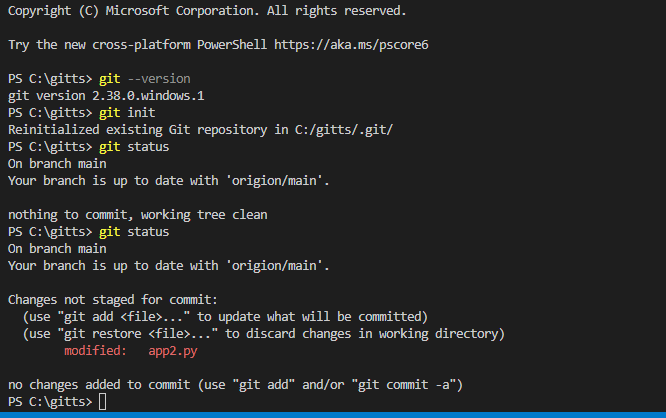 Copyright (C) Microsoft Corporation. All rights reserved.
Try the new cross-platform PowerShell https://aka.ms/pscore6
PS C:\gitts> git --version
git version 2.38.0.windows.1
PS C:\gitts> git init
Reinitialized existing Git repository in C:/gitts/.git/
PS C:\gitts> git status
On branch main
Your branch is up to date with 'origion/main'.
nothing to commit, working tree clean
PS C:\gitts> git status
On branch main
Your branch is up to date with 'origion/main'.
Changes not staged for commit:
  (use "git add <file>..." to update what will be committed)
  (use "git restore <file>..." to discard changes in working directory)
        modified:   app2.py
no changes added to commit (use "git add" and/or "git commit -a")
PS C:\gitts>